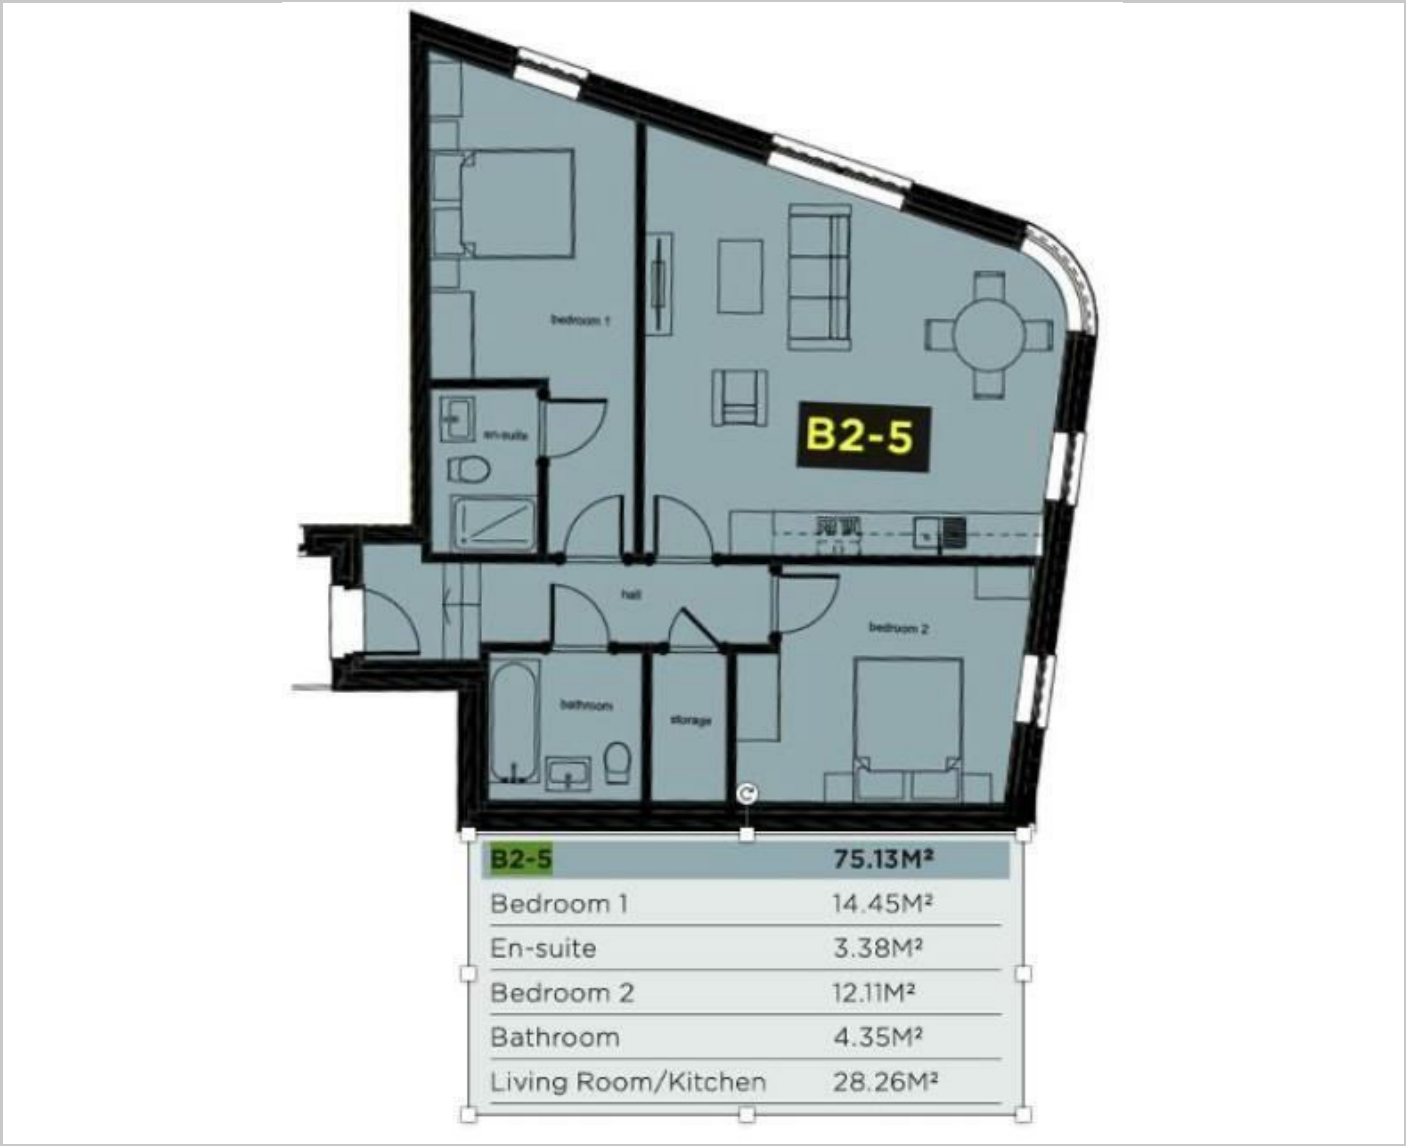 bedroom 1
en-suite
B2-5
hall
bedroom 2
bathroom
storage
B2-5 75.13M²
Bedroom 1 14.45M²
En-suite 3.38M²
Bedroom 2 12.11M²
Bathroom 4.35M²
Living Room/Kitchen 28.26M²